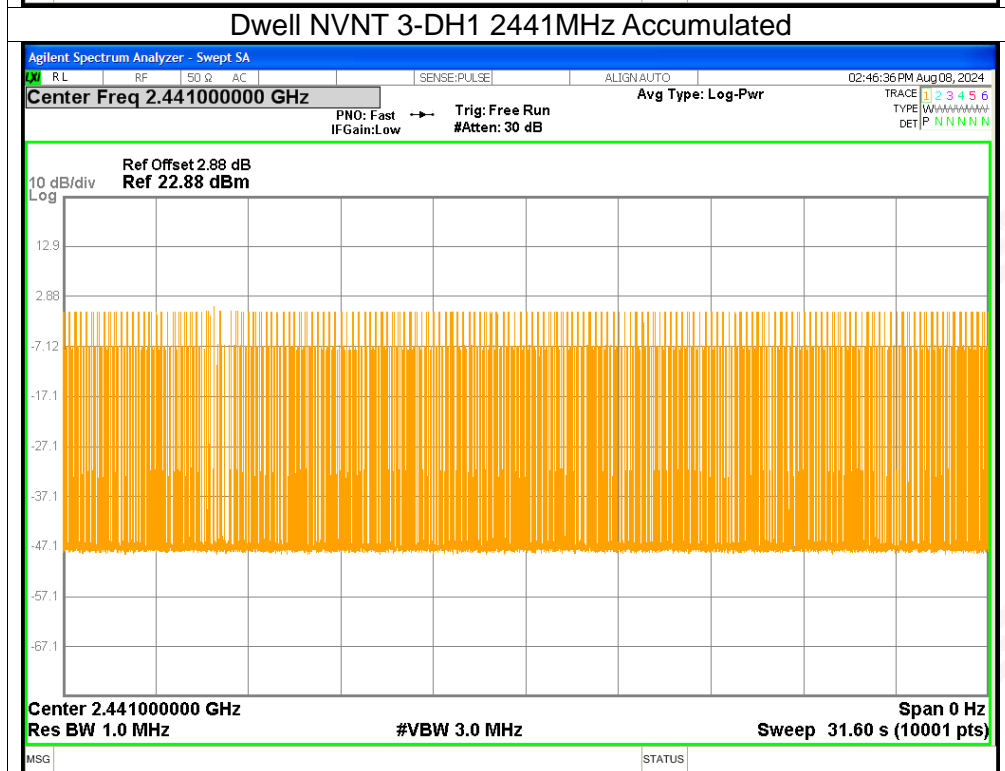 Dwell NVNT 3-DH1 2441MHz Accumulated
Agilent Spectrum Analyzer - Swept SA
LXI RL RF 50 Ω AC SENSE:PULSE ALIGN AUTO 02:46:36 PM Aug 08, 2024
Center Freq 2.441000000 GHz Avg Type: Log-Pwr TRACE 1 2 3 4 5 6
PNO: Fast Trig: Free Run TYPE WWWWWWW
IFGain:Low #Atten: 30 dB DET P N N N N N
Ref Offset 2.88 dB
10 dB/div Ref 22.88 dBm
Log
12.9
2.88
-7.12
-17.1
-27.1
-37.1
-47.1
-57.1
-67.1
Center 2.441000000 GHz Span 0 Hz
Res BW 1.0 MHz #VBW 3.0 MHz Sweep 31.60 s (10001 pts)
MSG STATUS